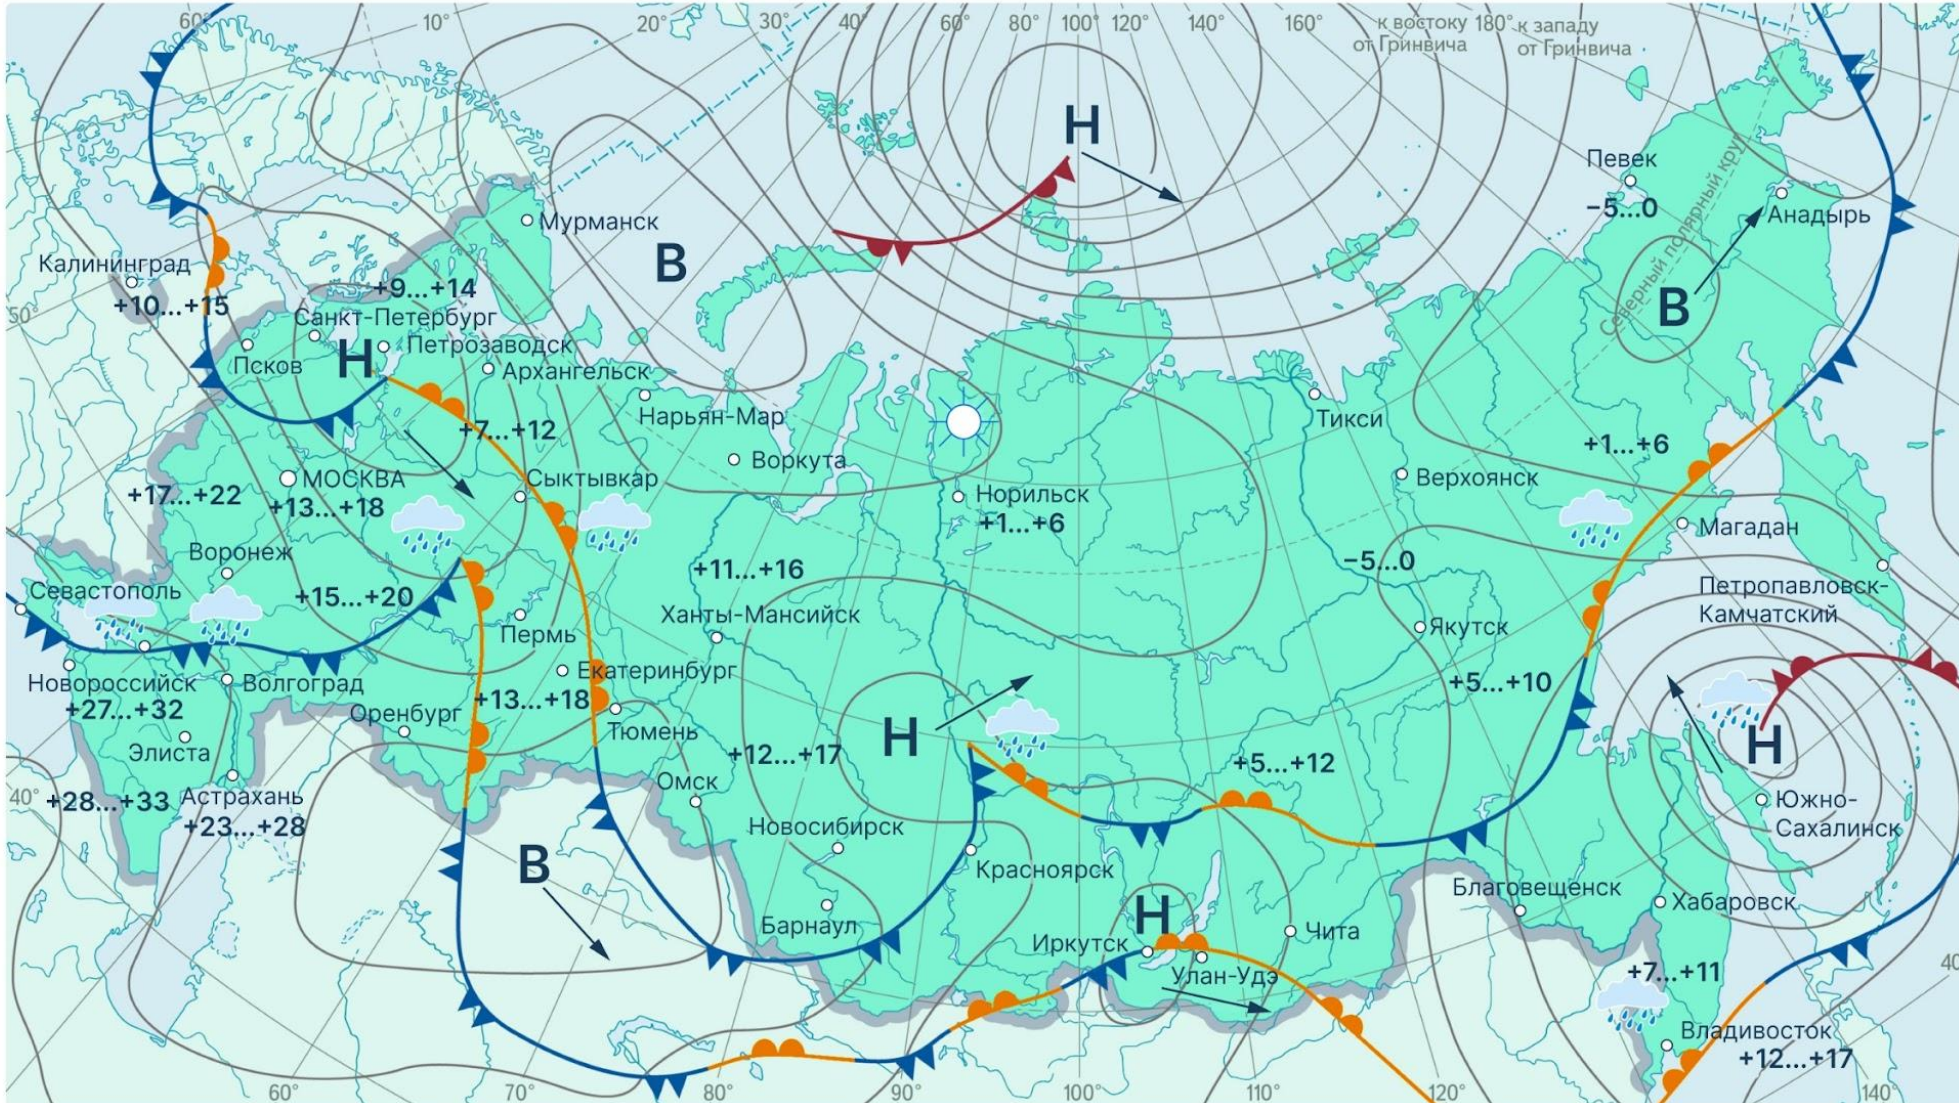 60°
10°
20°
30°
40°
60°
80°
100°
120°
140°
160°
к востоку
от Гринвича
180°
к западу
от Гринвича
Н
Певек
−5...0
Северный полярный круг
Анадырь
Мурманск
В
Калининград
+10...+15
50°
+9...+14
Санкт-Петербург
Н
Петрозаводск
Псков
Архангельск
В
Нарьян-Мар
Тикси
+7...+12
+1...+6
Воркута
Сыктывкар
МОСКВА
+13...+18
+17...+22
Норильск
+1...+6
Верхоянск
Магадан
Воронеж
−5...0
+11...+16
Севастополь
+15...+20
Петропавловск-
Камчатский
Ханты-Мансийск
Пермь
Якутск
Екатеринбург
Новороссийск
+27...+32
Волгоград
+13...+18
+5...+10
Оренбург
Тюмень
Н
Н
Элиста
+12...+17
+5...+12
Омск
40°
+28...+33
Астрахань
+23...+28
Южно-
Сахалинск
Новосибирск
В
Красноярск
Благовещенск
Хабаровск
Барнаул
Н
Иркутск
Чита
Улан-Удэ
+7...+11
40
Владивосток
+12...+17
60°
70°
80°
90°
100°
110°
120°
140°